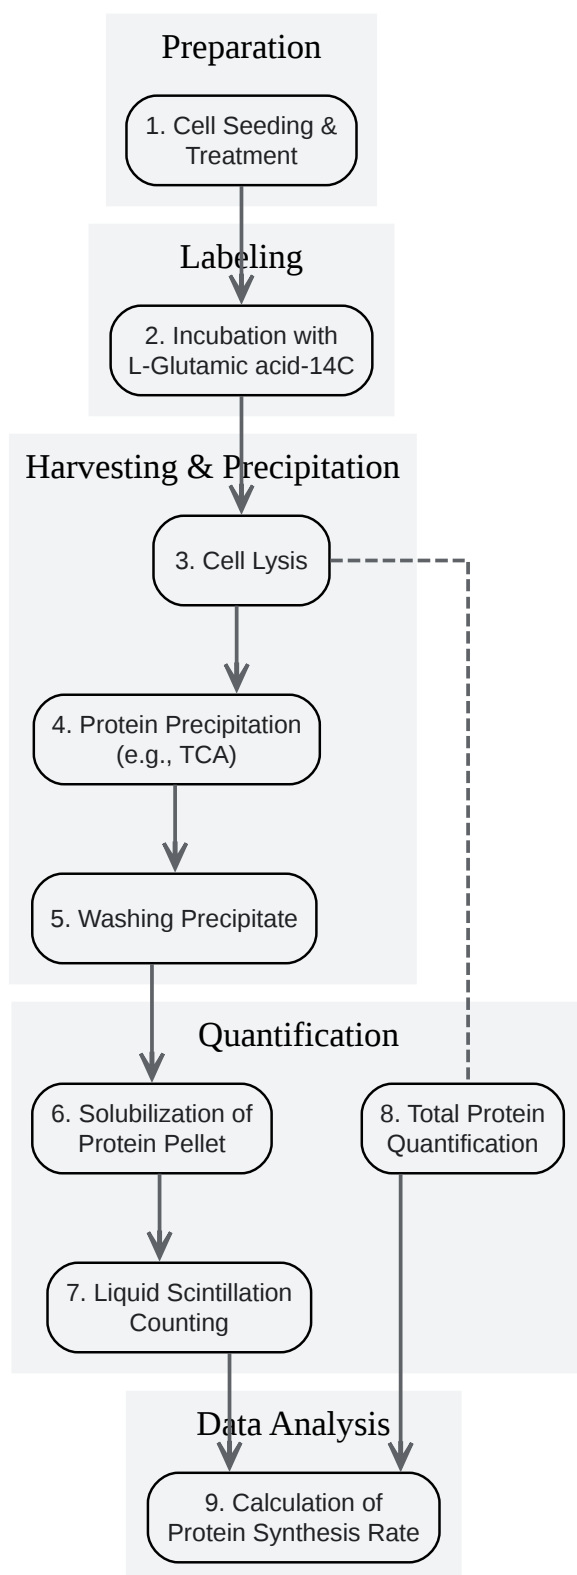 Preparation
1. Cell Seeding &
Treatment
Labeling
2. Incubation with
L-Glutamic acid-14C
Harvesting & Precipitation
3. Cell Lysis
4. Protein Precipitation
(e.g., TCA)
5. Washing Precipitate
Quantification
6. Solubilization of
Protein Pellet
8. Total Protein
Quantification
7. Liquid Scintillation
Counting
Data Analysis
9. Calculation of
Protein Synthesis Rate